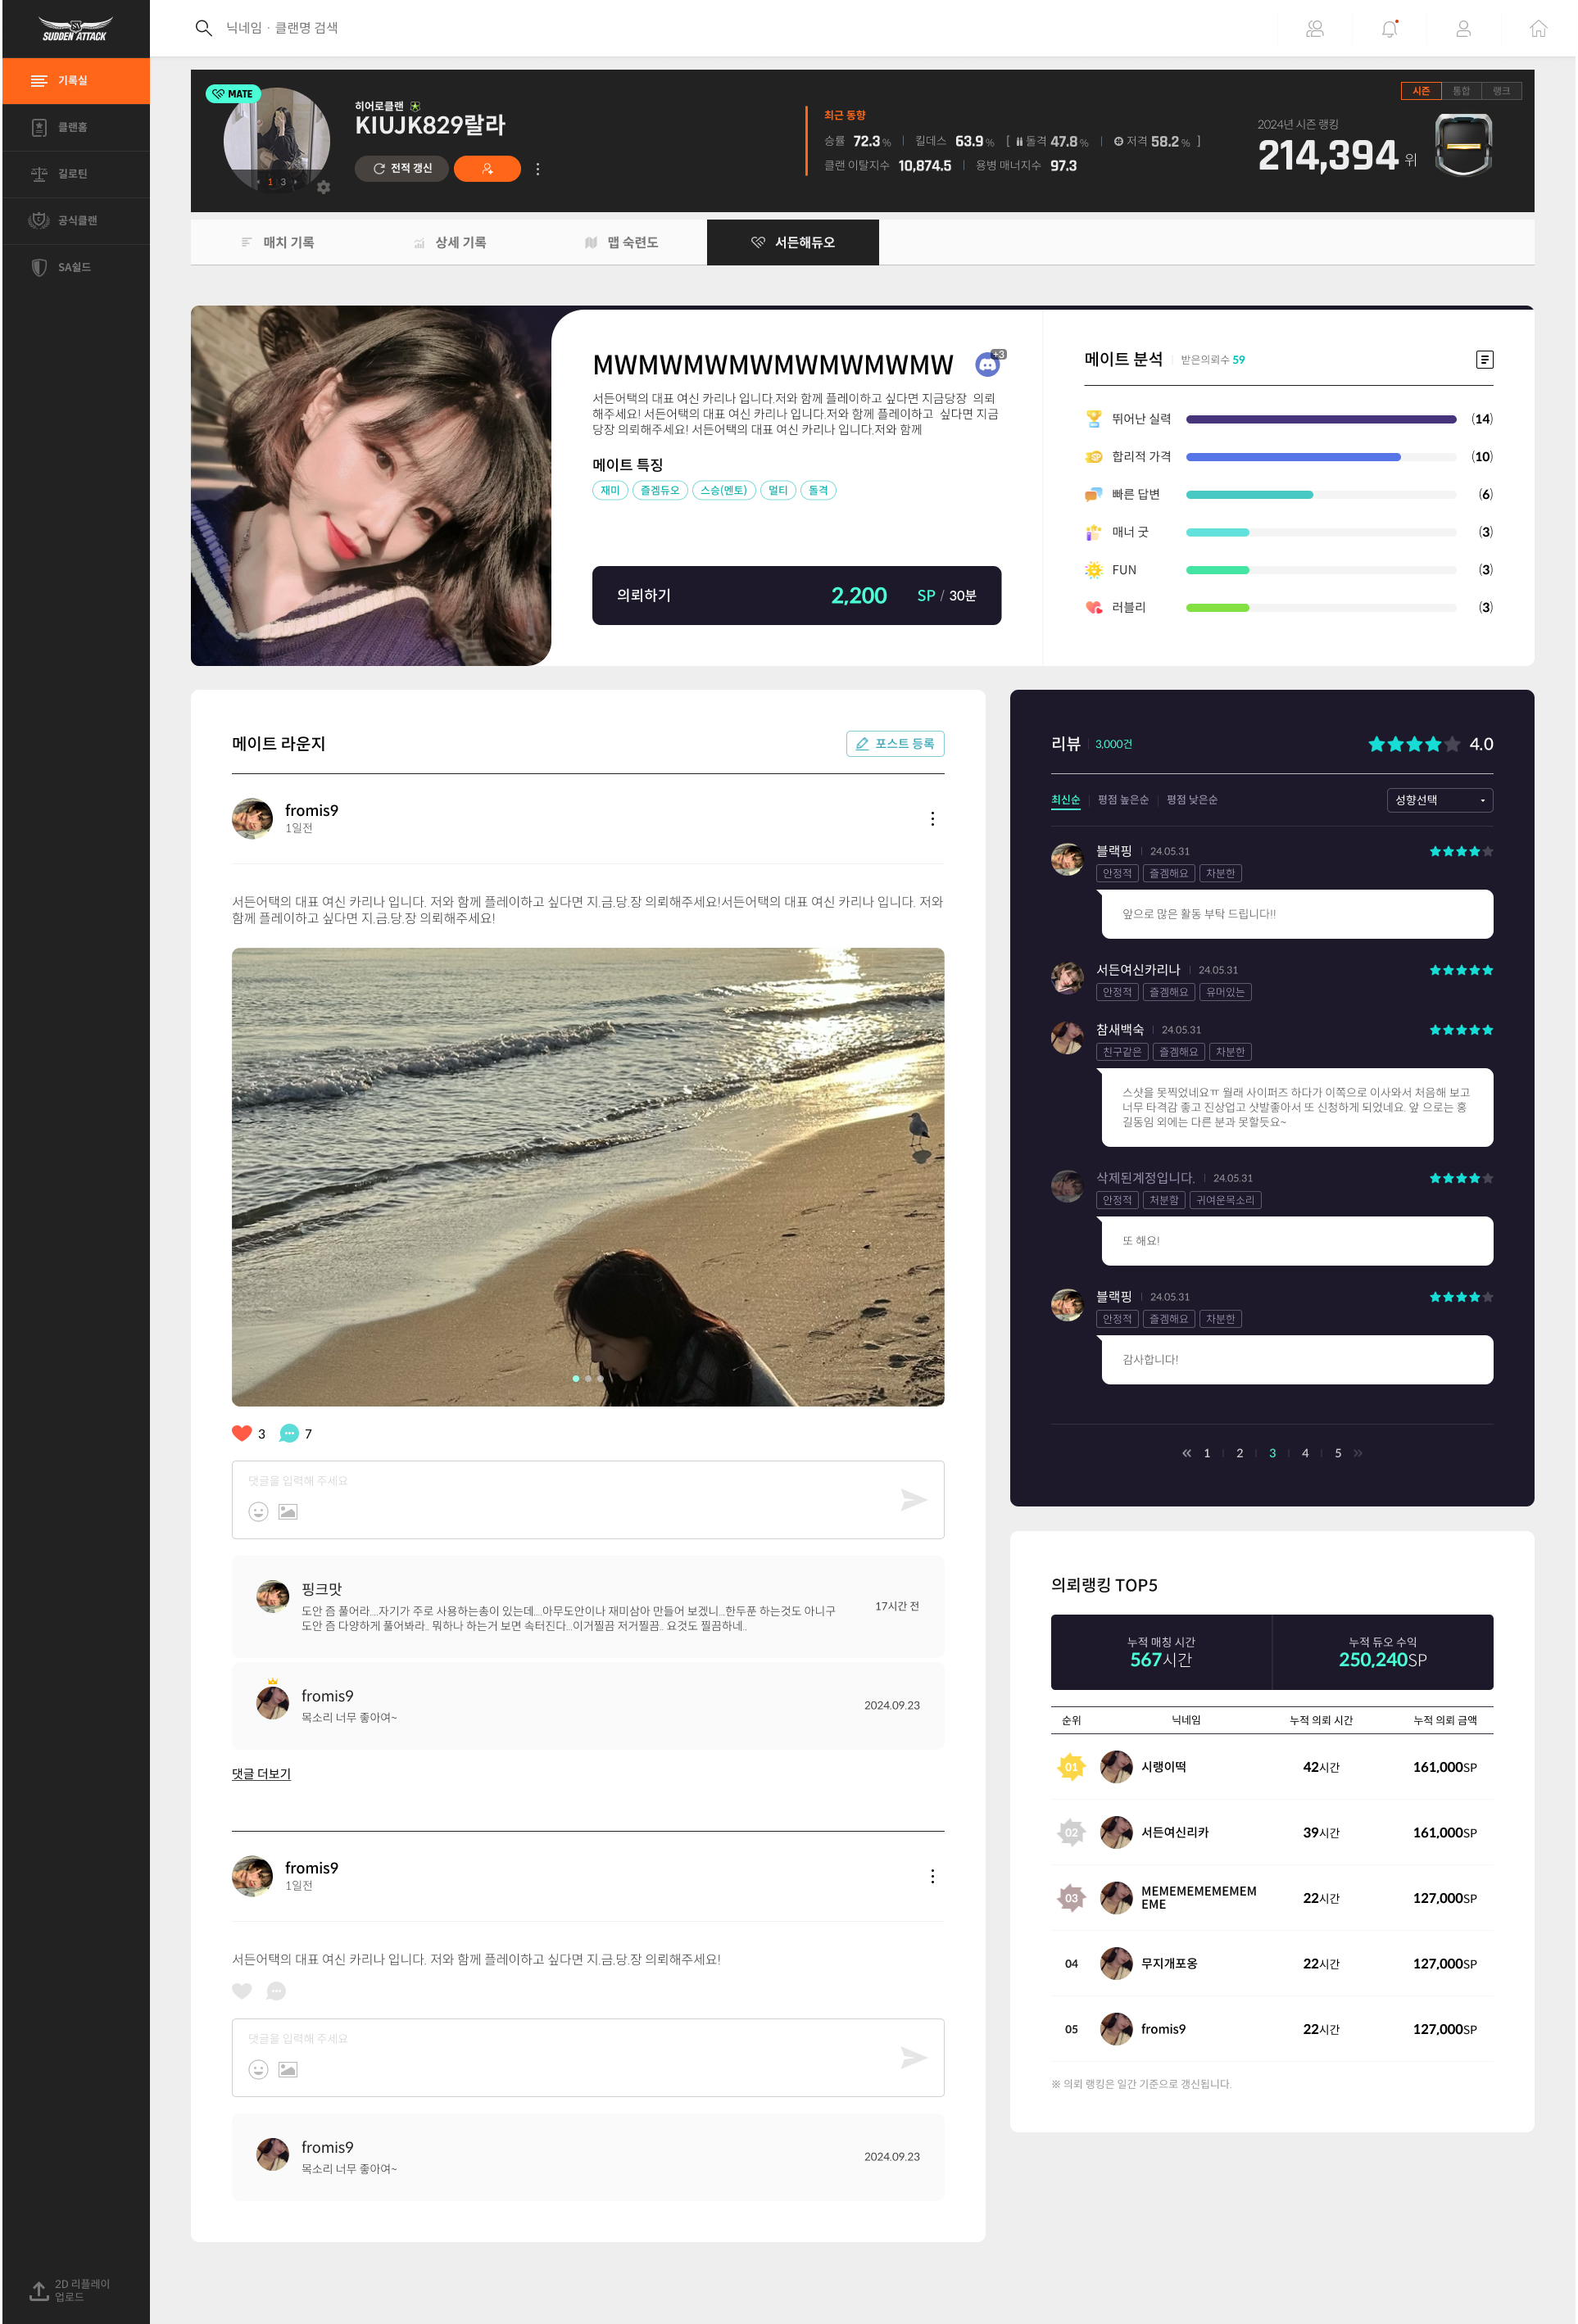 SUDDEN ATTACK
닉네임 · 클랜명 검색
기록실
클랜홈
길로틴
공식클랜
SA쉴드
2D 리플레이
업로드
MATE
1 3
히어로클랜
KIUJK829랄라
전적 갱신
최근 동향
승률 72.3 % 킬데스 63.9 % [ 돌격 47.8 % 저격 58.2 % ]
클랜 이탈지수 10,874.5 용병 매너지수 97.3
시즌 통합 랭크
2024년 시즌 랭킹
214,394 위
매치 기록
상세 기록
맵 숙련도
서든해듀오
MWMWMWMWMWMWMWMW
+3
서든어택의 대표 여신 카리나 입니다.저와 함께 플레이하고 싶다면 지금당장 의뢰
해주세요! 서든어택의 대표 여신 카리나 입니다.저와 함께 플레이하고 싶다면 지금
당장 의뢰해주세요! 서든어택의 대표 여신 카리나 입니다.저와 함께
메이트 특징
재미 즐겜듀오 스승(멘토) 멀티 돌격
의뢰하기 2,200 SP / 30분
메이트 분석 받은의뢰수 59
뛰어난 실력 (14)
합리적 가격 (10)
빠른 답변 (6)
매너 굿 (3)
FUN (3)
러블리 (3)
메이트 라운지
포스트 등록
fromis9
1일전
서든어택의 대표 여신 카리나 입니다. 저와 함께 플레이하고 싶다면 지.금.당.장 의뢰해주세요!서든어택의 대표 여신 카리나 입니다. 저와
함께 플레이하고 싶다면 지.금.당.장 의뢰해주세요!
3 7
댓글을 입력해 주세요
핑크맛
도안 좀 풀어라....자기가 주로 사용하는총이 있는데....아무도안이나 재미삼아 만들어 보겠니...한두푼 하는것도 아니구
도안 좀 다양하게 풀어봐라.. 뭐하나 하는거 보면 속터진다...이거찔끔 저거찔끔.. 요것도 찔끔하네..
17시간 전
fromis9
목소리 너무 좋아여~
2024.09.23
댓글 더보기
fromis9
1일전
서든어택의 대표 여신 카리나 입니다. 저와 함께 플레이하고 싶다면 지.금.당.장 의뢰해주세요!
댓글을 입력해 주세요
fromis9
목소리 너무 좋아여~
2024.09.23
리뷰 3,000건
4.0
최신순 평점 높은순 평점 낮은순
성향선택
블랙핑 24.05.31
안정적 즐겜해요 차분한
앞으로 많은 활동 부탁 드립니다!!
서든여신카리나 24.05.31
안정적 즐겜해요 유머있는
참새백숙 24.05.31
친구같은 즐겜해요 차분한
스샷을 못찍었네요ㅠ 월래 사이퍼즈 하다가 이쪽으로 이사와서 처음해 보고
너무 타격감 좋고 진상업고 샷발좋아서 또 신청하게 되었네요. 앞 으로는 홍
길동임 외에는 다른 분과 못할듯요~
삭제된계정입니다. 24.05.31
안정적 처분함 귀여운목소리
또 해요!
블랙핑 24.05.31
안정적 즐겜해요 차분한
감사합니다!
« 1 2 3 4 5 »
의뢰랭킹 TOP5
누적 매칭 시간
567시간
누적 듀오 수익
250,240SP
순위 닉네임 누적 의뢰 시간 누적 의뢰 금액
01 시랭이떡 42시간 161,000SP
02 서든여신리카 39시간 161,000SP
03 MEMEMEMEMEMEM
EME 22시간 127,000SP
04 무지개포옹 22시간 127,000SP
05 fromis9 22시간 127,000SP
※ 의뢰 랭킹은 일간 기준으로 갱신됩니다.